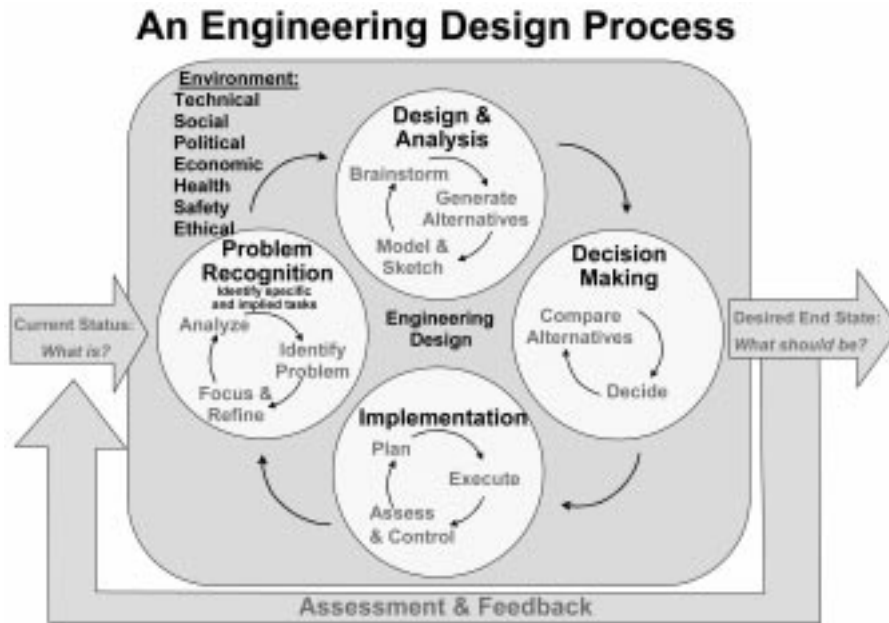 An Engineering Design Process
Environment:
Technical
Social
Political
Economic
Health
Safety
Ethical
Design &
Analysis
Brainstorm
Generate
Alternatives
Model &
Sketch
Problem
Recognition
Identify specific
and implied tasks
Analyze
Identify
Problem
Focus &
Refine
Engineering
Design
Decision
Making
Compare
Alternatives
Decide
Implementation
Plan
Execute
Assess
& Control
Current Status:
What is?
Desired End State:
What should be?
Assessment & Feedback